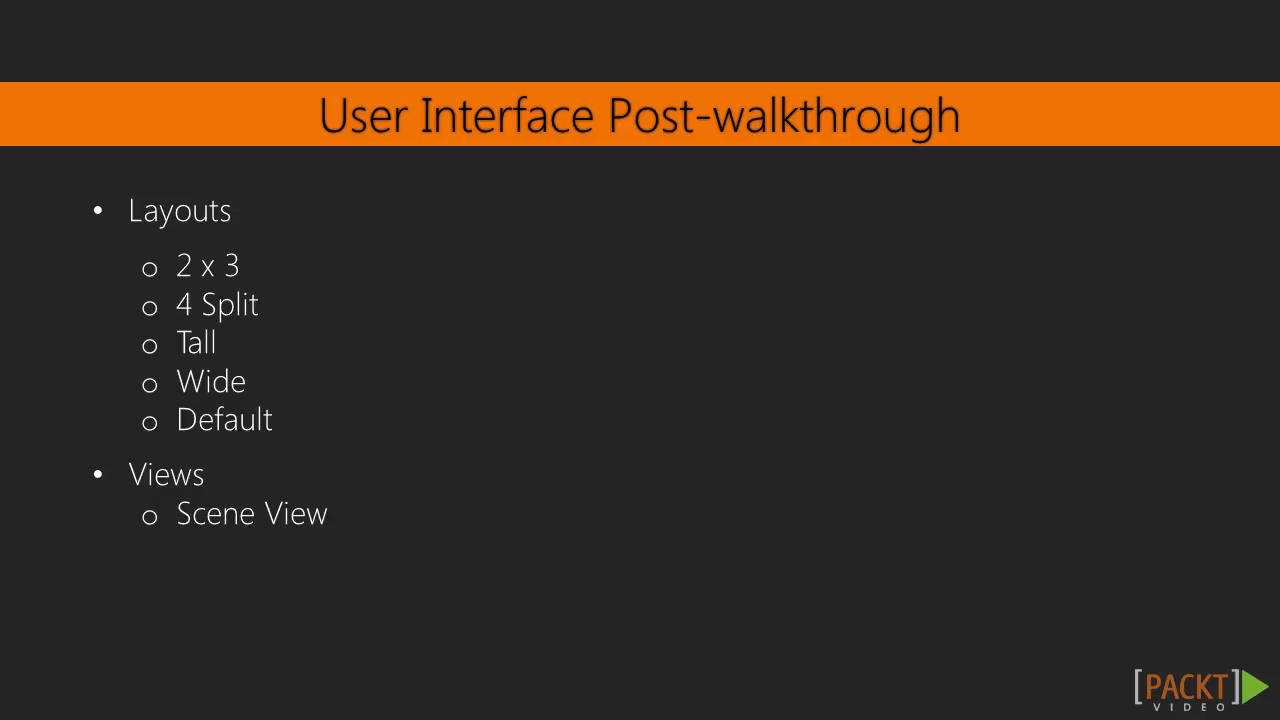 User Interface Post-walkthrough
• Layouts
o 2 x 3
o 4 Split
o Tall
o Wide
o Default
• Views
o Scene View
[PACKT]
VIDEO